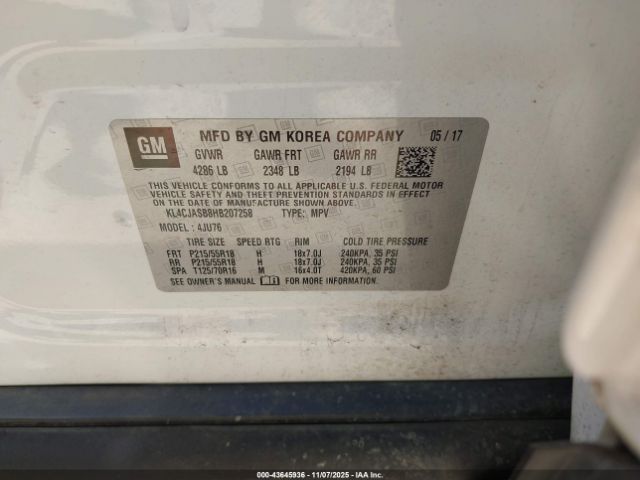 GM MFD BY GM KOREA COMPANY 05 / 17
GVWR GAWR FRT GAWR RR
4286 LB 2348 LB 2194 LB
THIS VEHICLE CONFORMS TO ALL APPLICABLE U.S. FEDERAL MOTOR
VEHICLE SAFETY AND THEFT PREVENTION STANDARDS IN EFFECT ON
THE DATE OF MANUFACTURE SHOWN ABOVE.
KL4CJASB8HB207258 TYPE: MPV
MODEL : 4JU76
TIRE SIZE SPEED RTG RIM COLD TIRE PRESSURE
FRT P215/55R18 H 18x7.0J 240KPA, 35 PSI
RR P215/55R18 H 18x7.0J 240KPA, 35 PSI
SPA T125/70R16 M 16x4.0T 420KPA, 60 PSI
SEE OWNER'S MANUAL FOR MORE INFORMATION.
000-43645936 - 11/07/2025 - IAAI Inc.